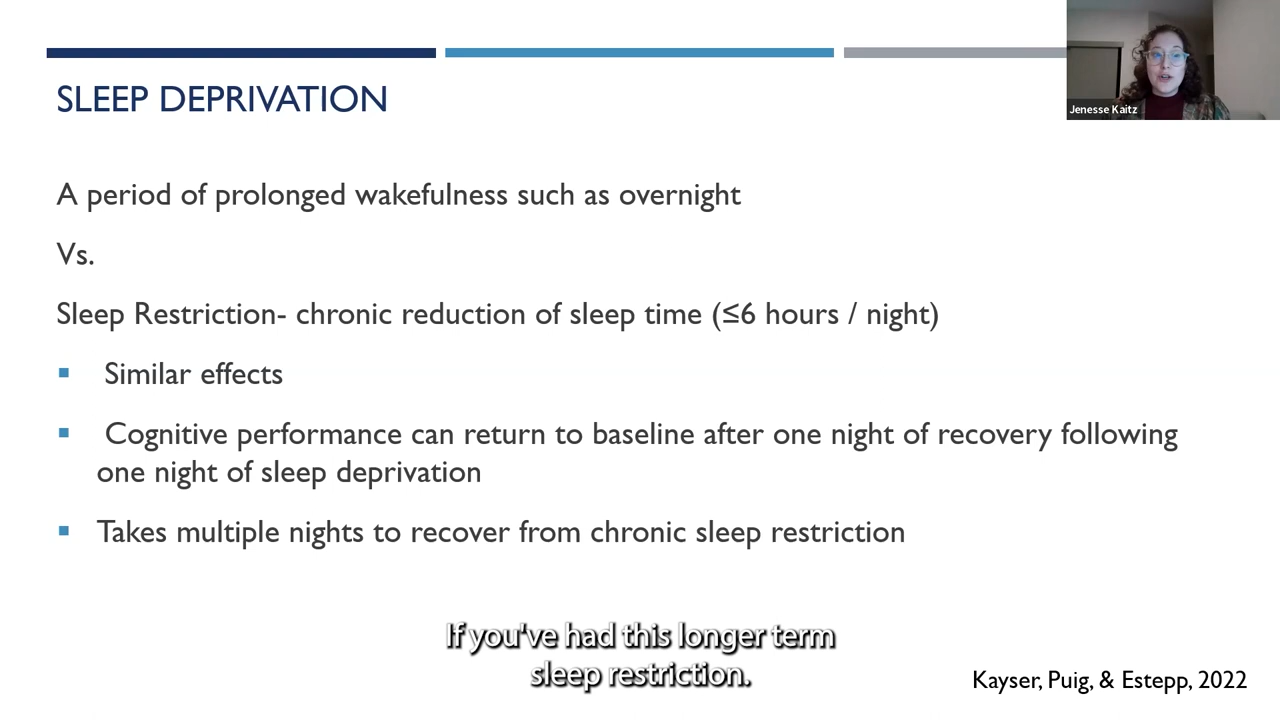 Jenesse Kaitz
SLEEP DEPRIVATION
A period of prolonged wakefulness such as overnight
Vs.
Sleep Restriction- chronic reduction of sleep time (≤6 hours / night)
▪ Similar effects
▪ Cognitive performance can return to baseline after one night of recovery following
one night of sleep deprivation
▪ Takes multiple nights to recover from chronic sleep restriction
If you've had this longer term
sleep restriction.
Kayser, Puig, & Estepp, 2022